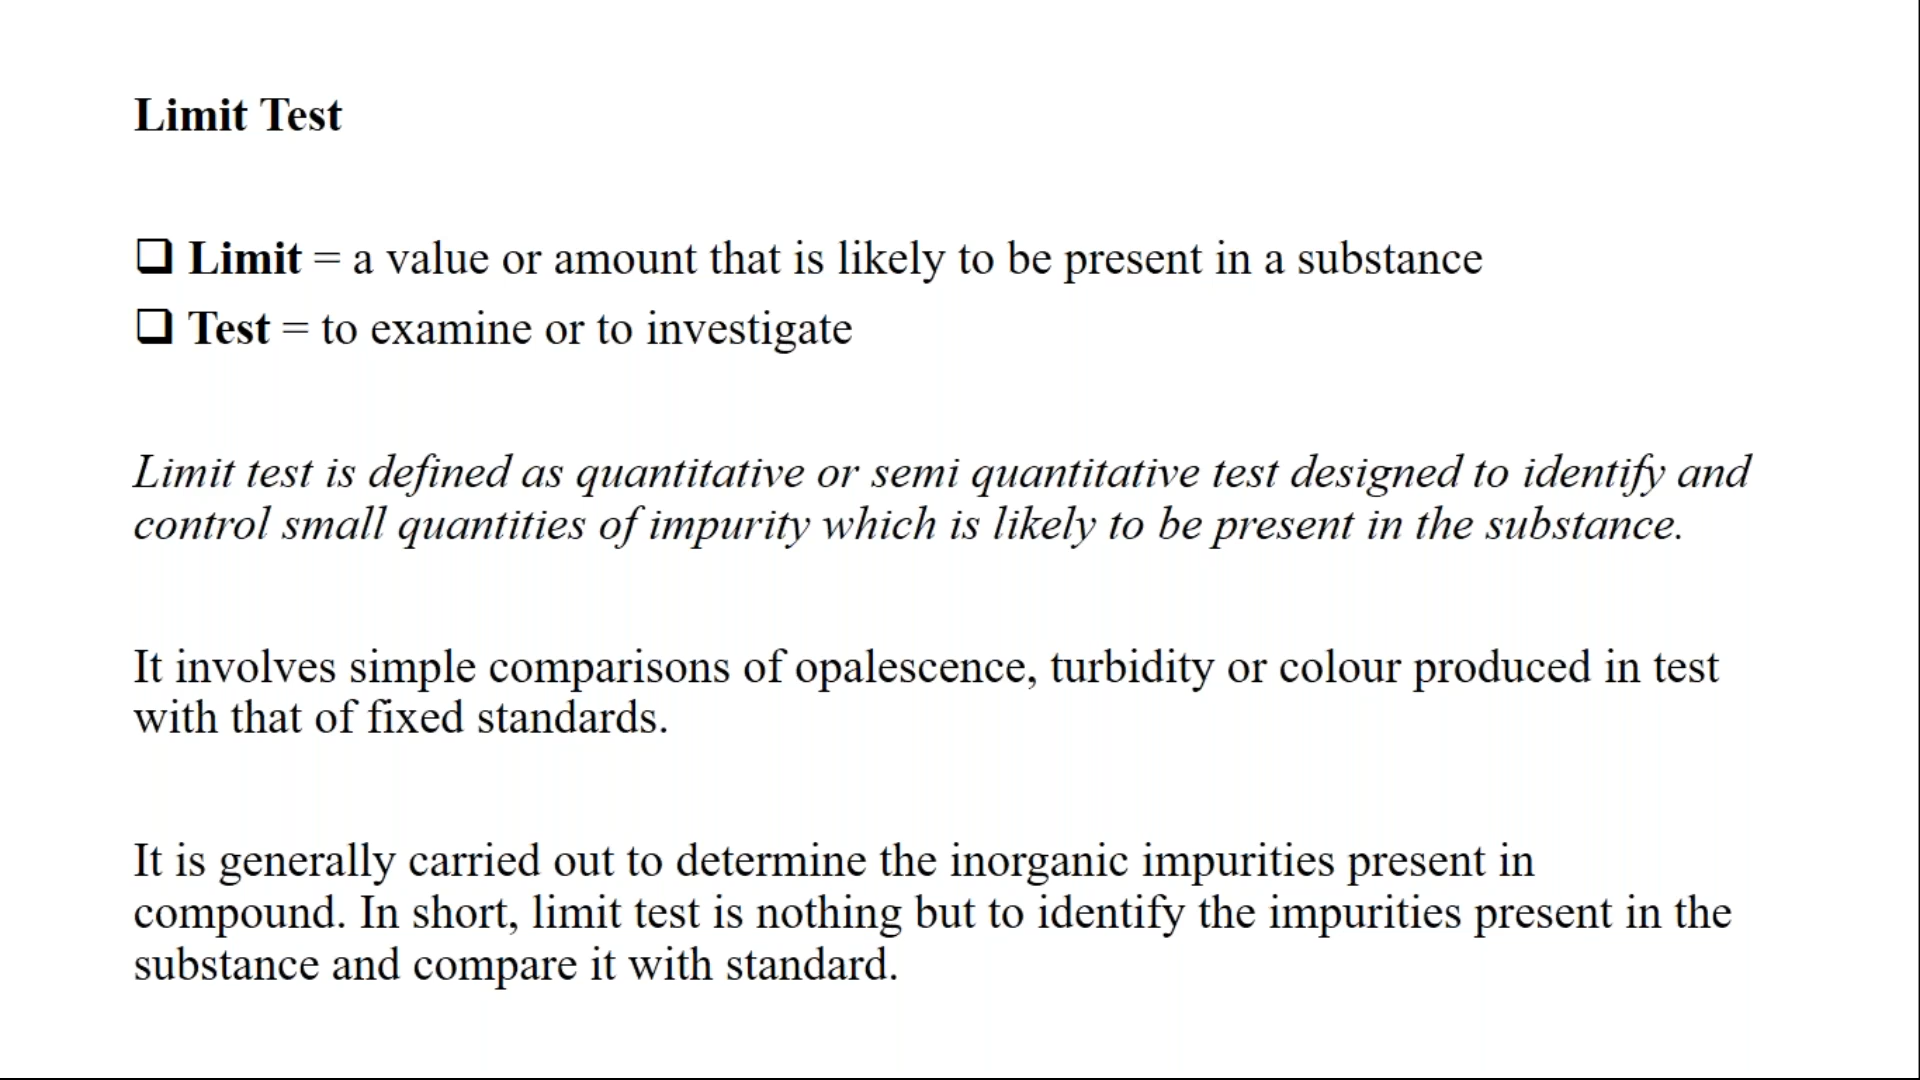 Limit Test
❑ Limit = a value or amount that is likely to be present in a substance
❑ Test = to examine or to investigate
Limit test is defined as quantitative or semi quantitative test designed to identify and
control small quantities of impurity which is likely to be present in the substance.
It involves simple comparisons of opalescence, turbidity or colour produced in test
with that of fixed standards.
It is generally carried out to determine the inorganic impurities present in
compound. In short, limit test is nothing but to identify the impurities present in the
substance and compare it with standard.